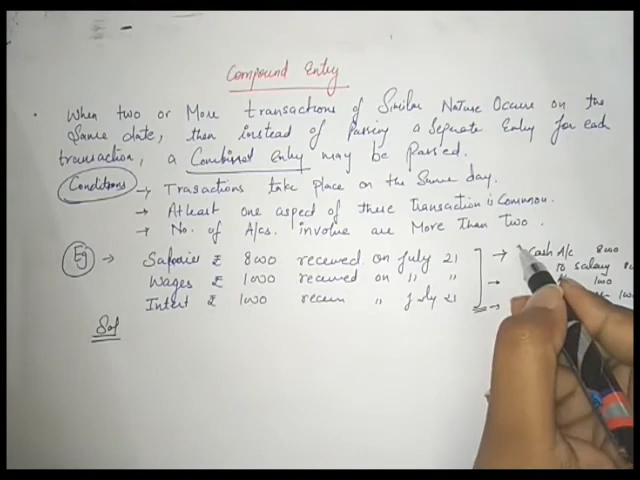 Compound Entry
When two or More transactions of Similar Nature Occure on the
Same date, then instead of Passing a Separate Entry for each
transaction, a Combined entry may be Passed.
Conditions → Trasactions take place on the Same day.
→ Atleast one aspect of these transaction is Common.
→ No. of A/cs. involve are More than two.
Eg → Salaries ₹ 8000 received on July 21 → Cash A/c 8000
to salary
Wages ₹ 1000 received on " " → 1000
Intrest ₹ 1000 " July 21 →
Sol